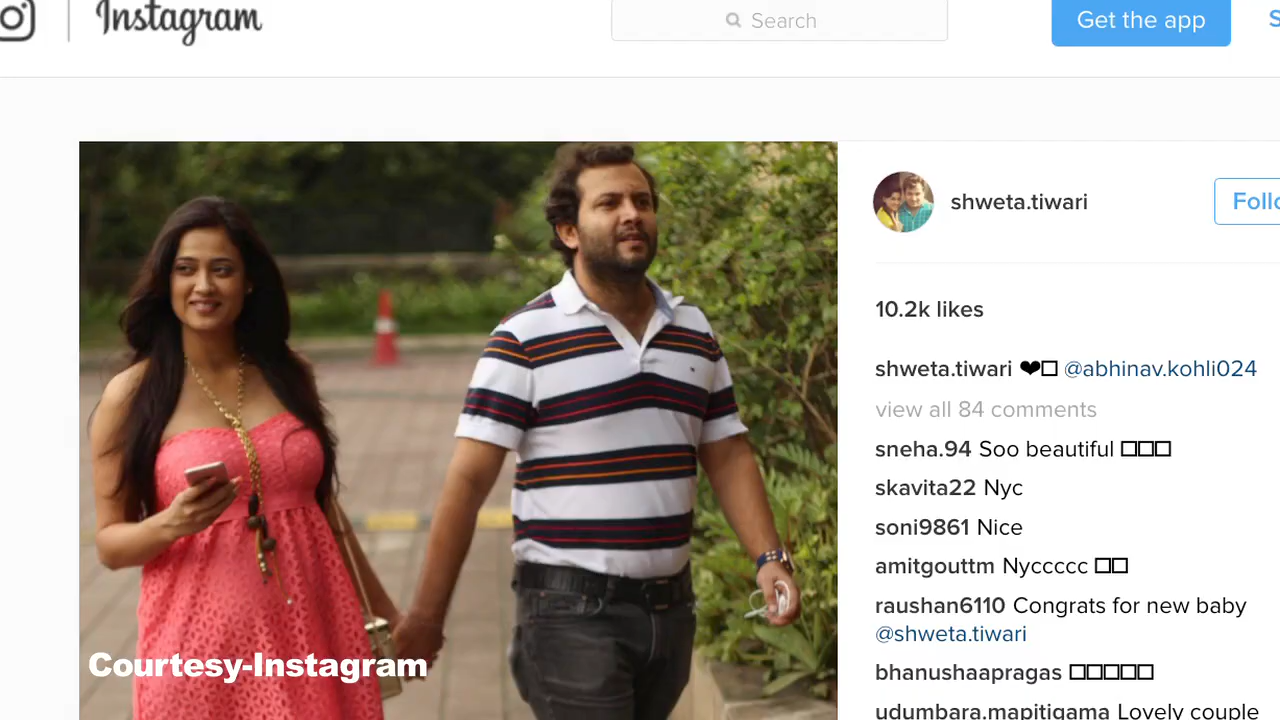 Instagram
Search
Get the app
shweta.tiwari
10.2k likes
shweta.tiwari ❤□ @abhinav.kohli024
view all 84 comments
sneha.94 Soo beautiful □□□
skavita22 Nyc
soni9861 Nice
amitgouttm Nyccccc □□
raushan6110 Congrats for new baby
@shweta.tiwari
bhanushaapragas □□□□□
udumbara.mapitigama Lovely couple
Courtesy-Instagram